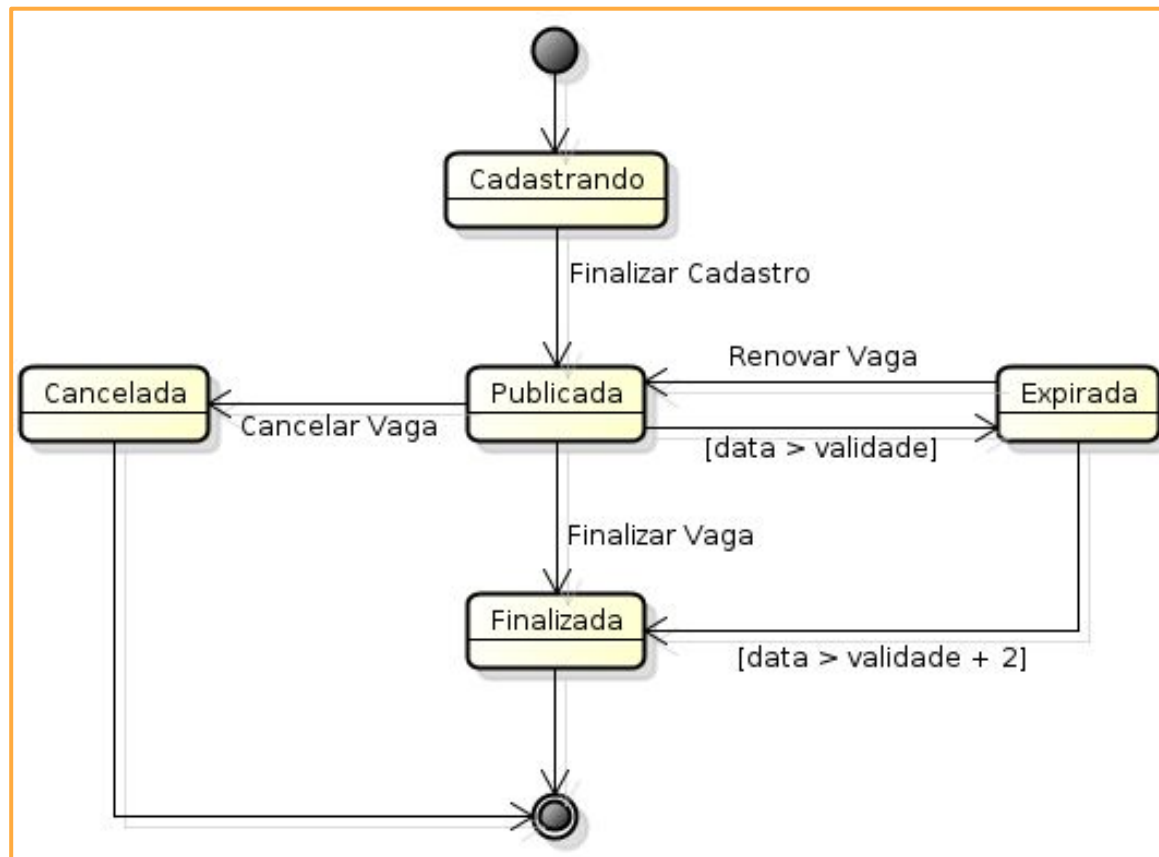 Cadastrando
Finalizar Cadastro
Renovar Vaga
Cancelada
Publicada
Expirada
Cancelar Vaga
[data > validade]
Finalizar Vaga
Finalizada
[data > validade + 2]